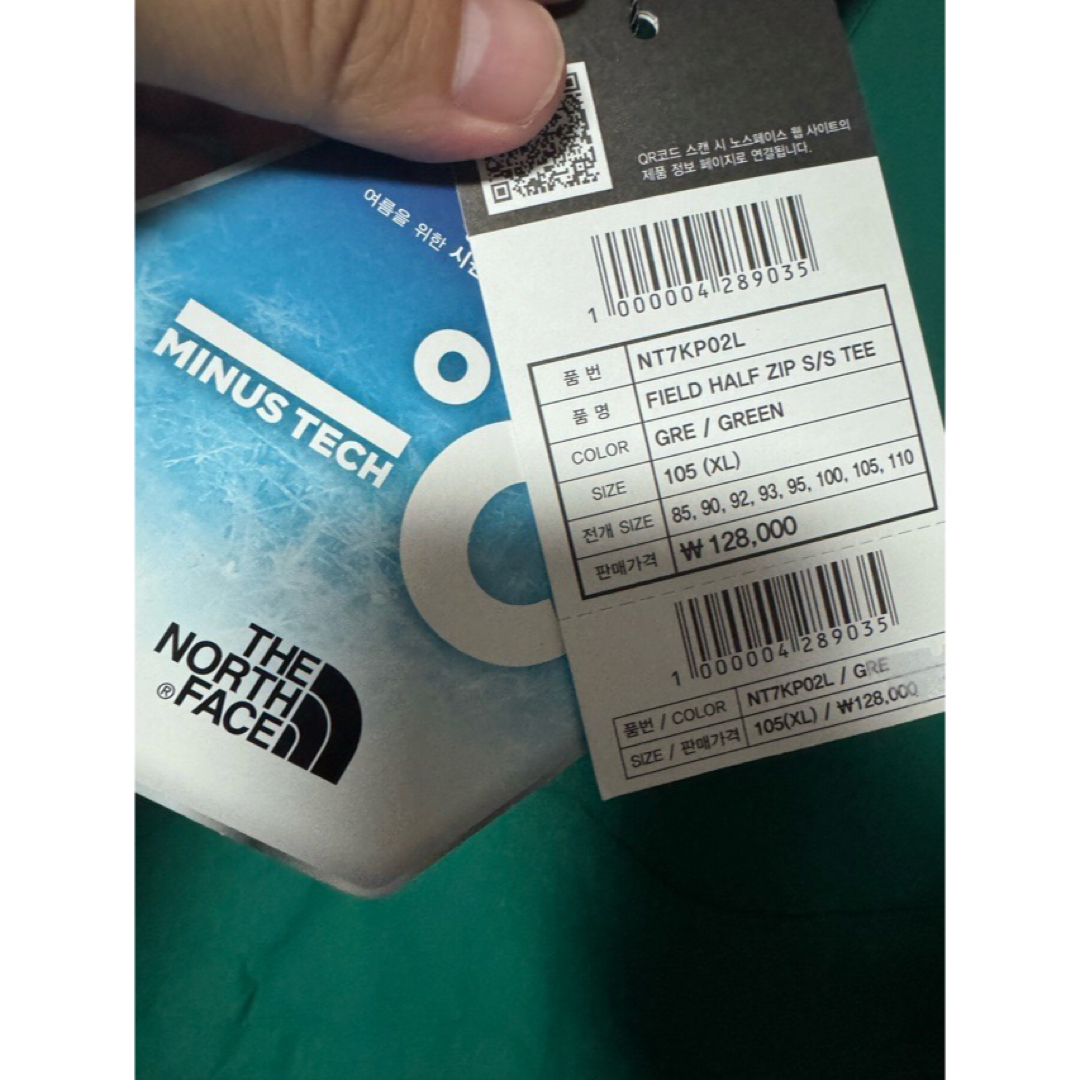 QR코드 스캔 시 노스페이스 웹 사이트의
제품 정보 페이지로 연결됩니다.
여름을 위한
MINUS TECH
THE
NORTH
FACE
®
1 000004 289035
품 번 NT7KP02L
품 명 FIELD HALF ZIP S/S TEE
COLOR GRE / GREEN
SIZE 105 (XL)
전개 SIZE 85, 90, 92, 93, 95, 100, 105, 110
판매가격 ₩ 128,000
1 000004 289035
품번 / COLOR NT7KP02L / GRE
SIZE / 판매가격 105(XL) / ₩128,000